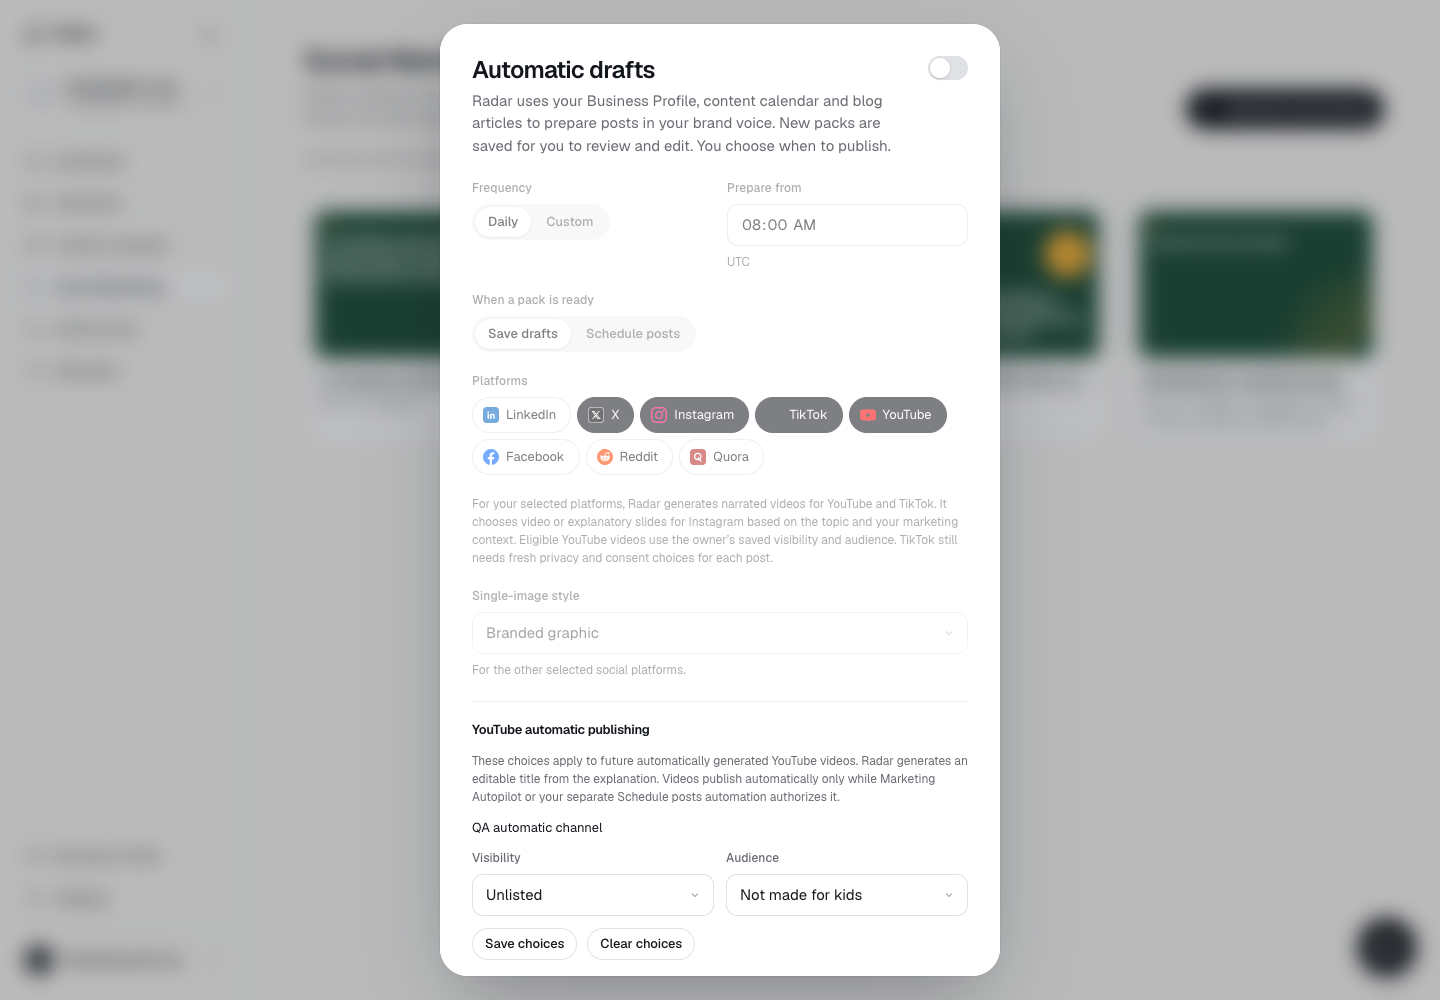 Automatic drafts
Radar uses your Business Profile, content calendar and blog
articles to prepare posts in your brand voice. New packs are
saved for you to review and edit. You choose when to publish.
Frequency
Prepare from
Daily Custom
08:00 AM
UTC
When a pack is ready
Save drafts Schedule posts
Platforms
LinkedIn X Instagram TikTok YouTube
Facebook Reddit Quora
For your selected platforms, Radar generates narrated videos for YouTube and TikTok. It
chooses video or explanatory slides for Instagram based on the topic and your marketing
context. Eligible YouTube videos use the owner's saved visibility and audience. TikTok still
needs fresh privacy and consent choices for each post.
Single-image style
Branded graphic
For the other selected social platforms.
YouTube automatic publishing
These choices apply to future automatically generated YouTube videos. Radar generates an
editable title from the explanation. Videos publish automatically only while Marketing
Autopilot or your separate Schedule posts automation authorizes it.
QA automatic channel
Visibility Audience
Unlisted Not made for kids
Save choices Clear choices